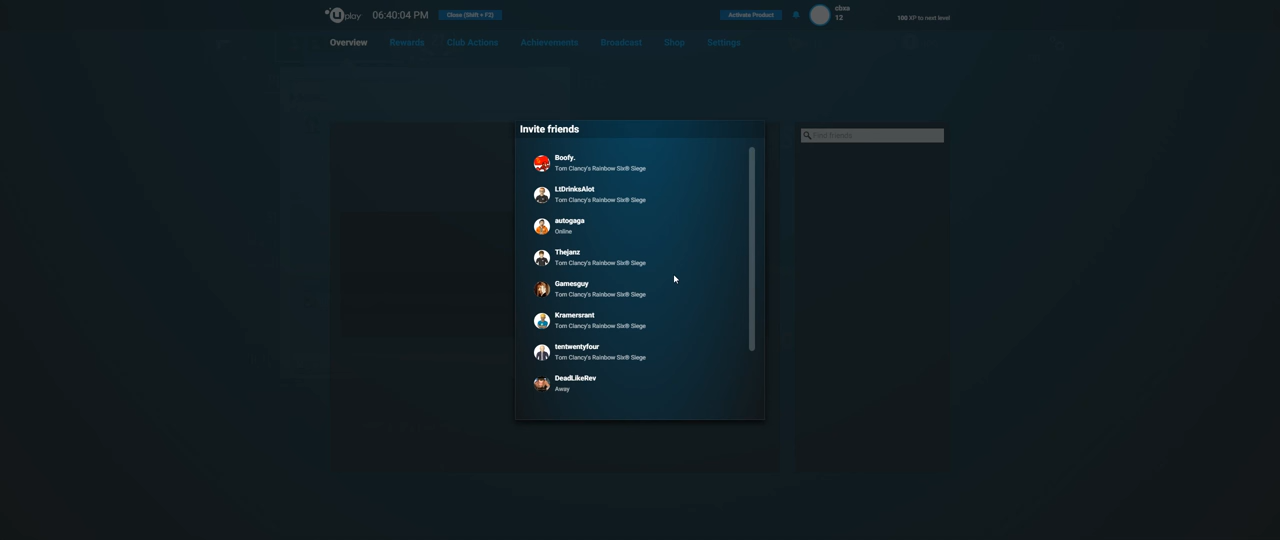 Uplay
06:40:04 PM
Close (Shift + F2)
Activate Product
cbxa
12
100 XP to next level
Overview
Rewards
Club Actions
Achievements
Broadcast
Shop
Settings
Invite friends
Find friends
Boofy.
Tom Clancy's Rainbow Six® Siege
LtDrinksAlot
Tom Clancy's Rainbow Six® Siege
autogaga
Online
Thejanz
Tom Clancy's Rainbow Six® Siege
Gamesguy
Tom Clancy's Rainbow Six® Siege
Kramersrant
Tom Clancy's Rainbow Six® Siege
tentwentyfour
Tom Clancy's Rainbow Six® Siege
DeadLikeRev
Away